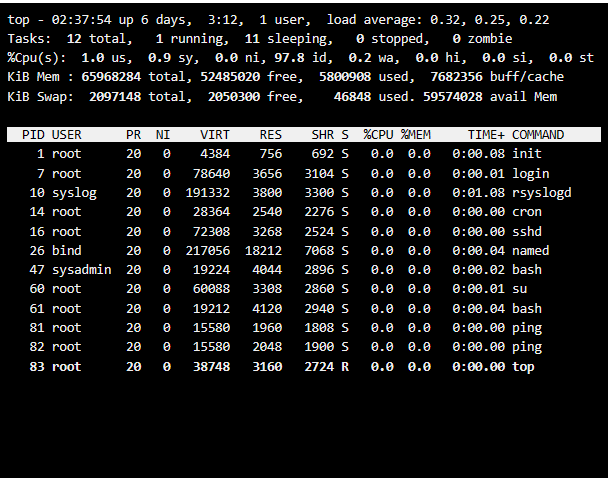 top - 02:37:54 up 6 days,  3:12,  1 user,  load average: 0.32, 0.25, 0.22
Tasks:  12 total,   1 running,  11 sleeping,   0 stopped,   0 zombie
%Cpu(s):  1.0 us,  0.9 sy,  0.0 ni, 97.8 id,  0.2 wa,  0.0 hi,  0.0 si,  0.0 st
KiB Mem : 65968284 total, 52485020 free,  5800908 used,  7682356 buff/cache
KiB Swap:  2097148 total,  2050300 free,    46848 used. 59574028 avail Mem
  PID USER      PR  NI    VIRT    RES    SHR S  %CPU %MEM     TIME+ COMMAND
    1 root      20   0    4384    756    692 S   0.0  0.0   0:00.08 init
    7 root      20   0   78640   3656   3104 S   0.0  0.0   0:00.01 login
   10 syslog    20   0  191332   3800   3300 S   0.0  0.0   0:01.08 rsyslogd
   14 root      20   0   28364   2540   2276 S   0.0  0.0   0:00.00 cron
   16 root      20   0   72308   3268   2524 S   0.0  0.0   0:00.00 sshd
   26 bind      20   0  217056  18212   7068 S   0.0  0.0   0:00.04 named
   47 sysadmin  20   0   19224   4044   2896 S   0.0  0.0   0:00.02 bash
   60 root      20   0   60088   3308   2860 S   0.0  0.0   0:00.01 su
   61 root      20   0   19212   4120   2940 S   0.0  0.0   0:00.04 bash
   81 root      20   0   15580   1960   1808 S   0.0  0.0   0:00.00 ping
   82 root      20   0   15580   2048   1900 S   0.0  0.0   0:00.00 ping
   83 root      20   0   38748   3160   2724 R   0.0  0.0   0:00.00 top